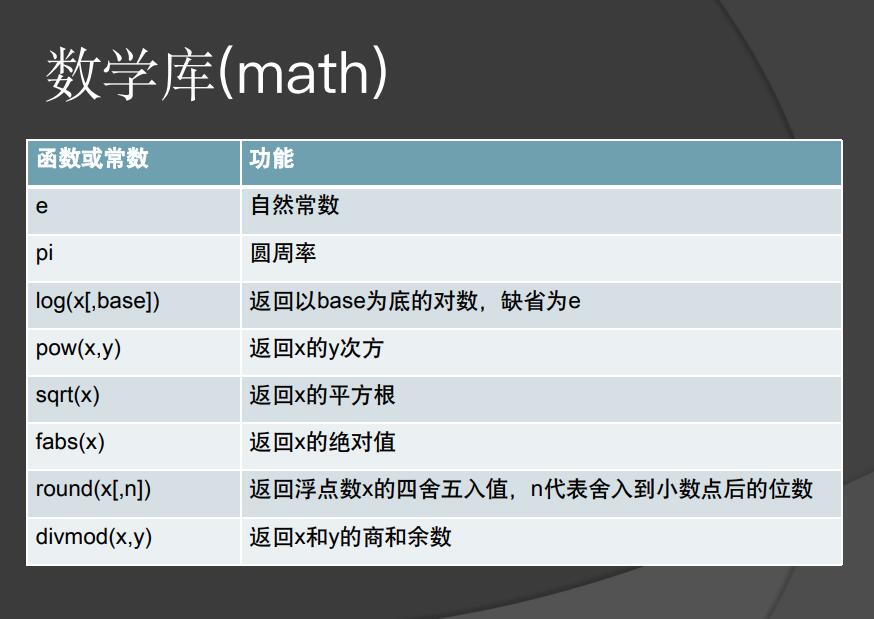 数学库(math)
函数或常数 功能
e 自然常数
pi 圆周率
log(x[,base]) 返回以base为底的对数，缺省为e
pow(x,y) 返回x的y次方
sqrt(x) 返回x的平方根
fabs(x) 返回x的绝对值
round(x[,n]) 返回浮点数x的四舍五入值，n代表舍入到小数点后的位数
divmod(x,y) 返回x和y的商和余数